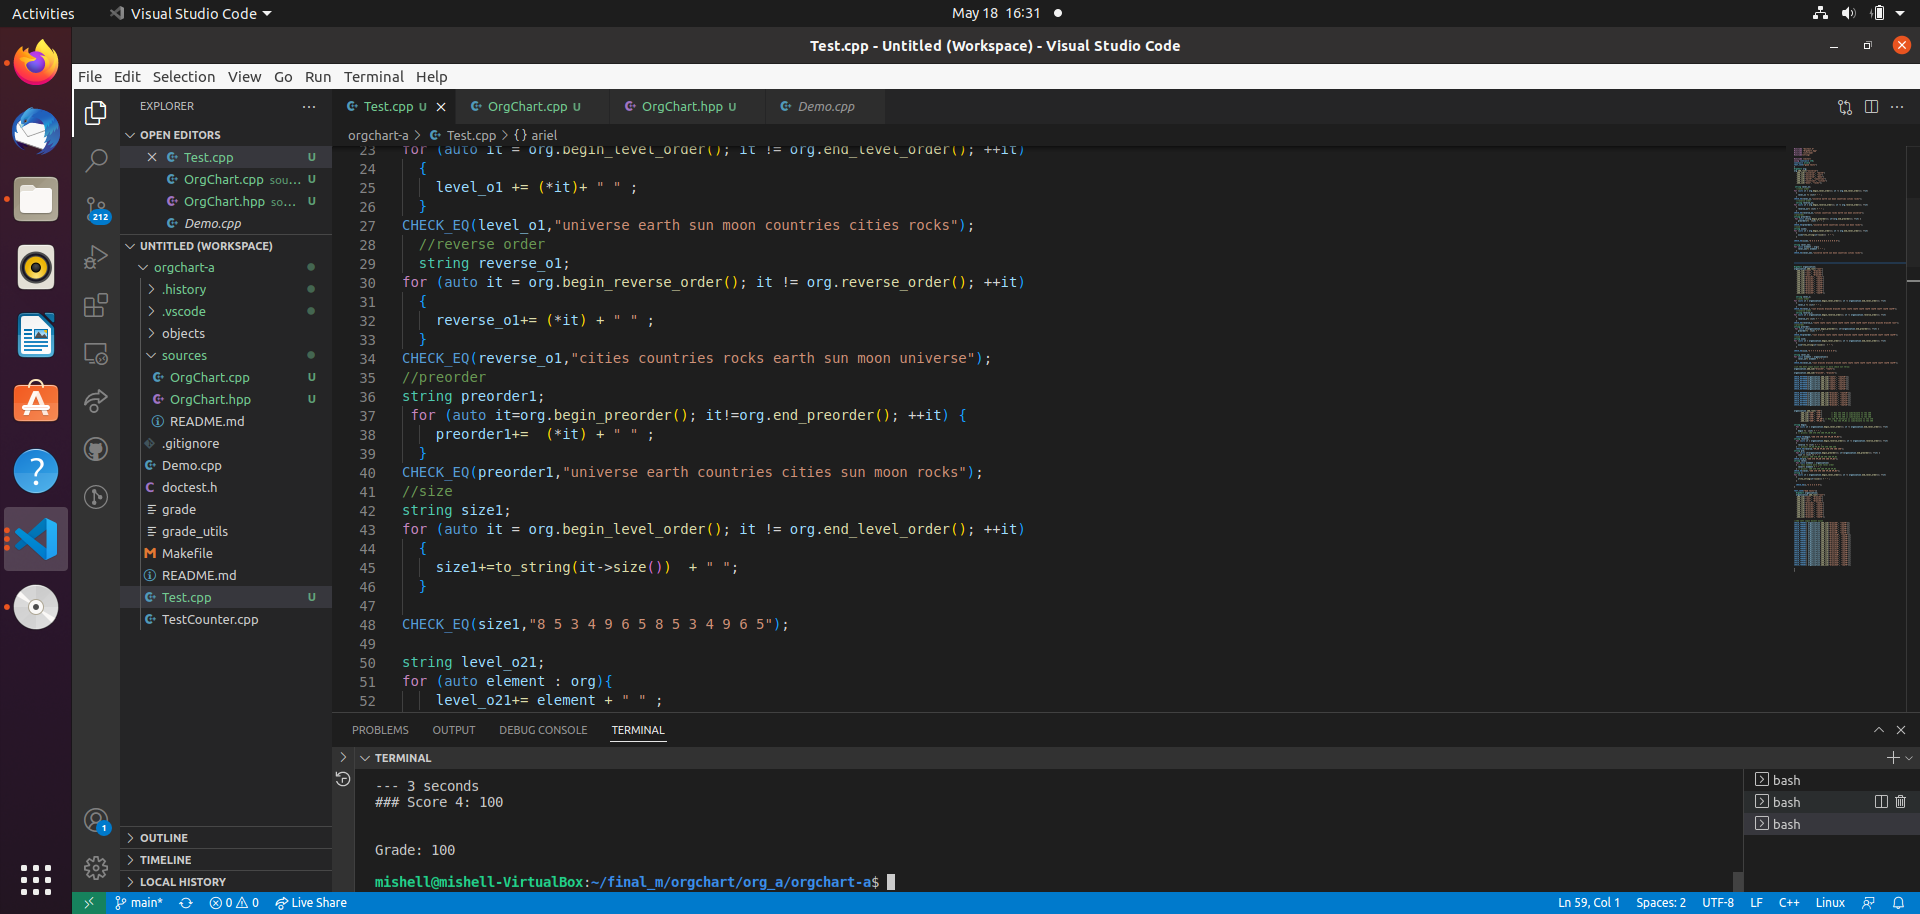 Activities
Visual Studio Code
May 18 16:31
Test.cpp - Untitled (Workspace) - Visual Studio Code
File Edit Selection View Go Run Terminal Help
EXPLORER
Test.cpp U
OrgChart.cpp U
OrgChart.hpp U
Demo.cpp
OPEN EDITORS
Test.cpp U
OrgChart.cpp sou... U
OrgChart.hpp so... U
Demo.cpp
212
UNTITLED (WORKSPACE)
orgchart-a
.history
.vscode
objects
sources
OrgChart.cpp U
OrgChart.hpp U
README.md
.gitignore
Demo.cpp
doctest.h
grade
grade_utils
Makefile
README.md
Test.cpp U
TestCounter.cpp
1
OUTLINE
TIMELINE
LOCAL HISTORY
orgchart-a > Test.cpp > {} ariel
23 for (auto it = org.begin_level_order(); it != org.end_level_order(); ++it)
24 {
25 level_o1 += (*it)+ " " ;
26 }
27 CHECK_EQ(level_o1,"universe earth sun moon countries cities rocks");
28 //reverse order
29 string reverse_o1;
30 for (auto it = org.begin_reverse_order(); it != org.reverse_order(); ++it)
31 {
32 reverse_o1+= (*it) + " " ;
33 }
34 CHECK_EQ(reverse_o1,"cities countries rocks earth sun moon universe");
35 //preorder
36 string preorder1;
37 for (auto it=org.begin_preorder(); it!=org.end_preorder(); ++it) {
38 preorder1+=  (*it) + " " ;
39 }
40 CHECK_EQ(preorder1,"universe earth countries cities sun moon rocks");
41 //size
42 string size1;
43 for (auto it = org.begin_level_order(); it != org.end_level_order(); ++it)
44 {
45 size1+=to_string(it->size())  + " ";
46 }
47
48 CHECK_EQ(size1,"8 5 3 4 9 6 5 8 5 3 4 9 6 5");
49
50 string level_o21;
51 for (auto element : org){
52 level_o21+= element + " " ;
PROBLEMS OUTPUT DEBUG CONSOLE TERMINAL
TERMINAL
--- 3 seconds
### Score 4: 100
Grade: 100
mishell@mishell-VirtualBox:~/final_m/orgchart/org_a/orgchart-a$
bash
bash
bash
main* 0 0 Live Share
Ln 59, Col 1 Spaces: 2 UTF-8 LF C++ Linux